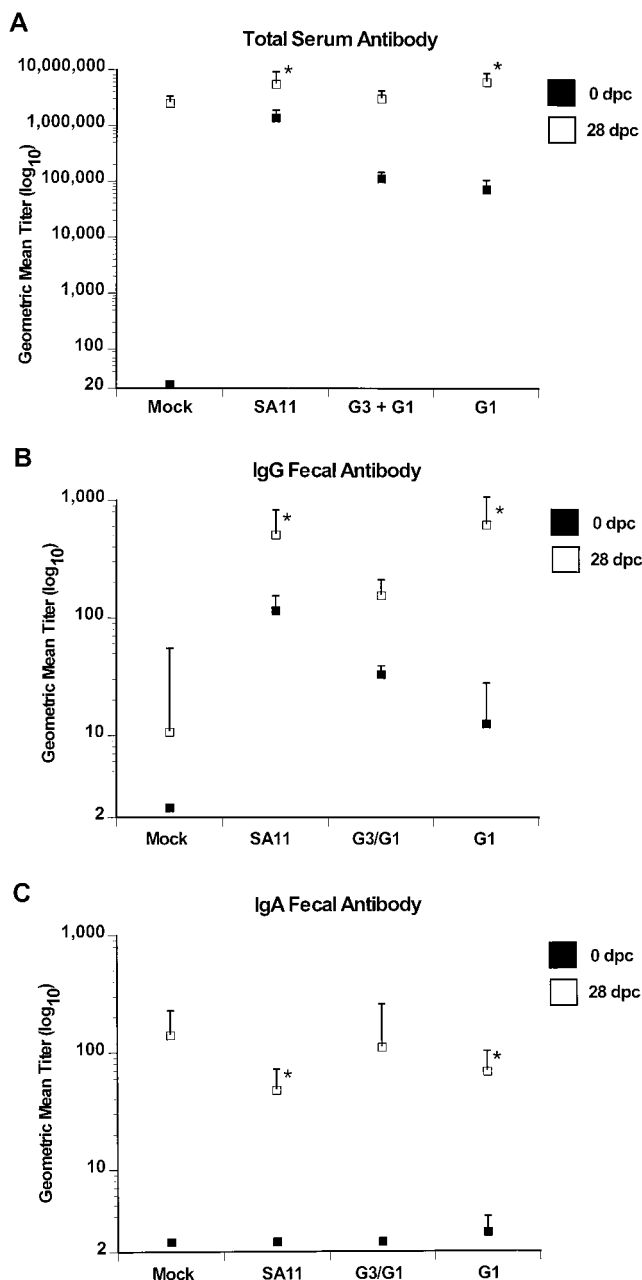 A
Total Serum Antibody
10,000,000
1,000,000
100,000
10,000
1,000
100
20
Geometric Mean Titer (log10)
* *
0 dpc
28 dpc
Mock SA11 G3 + G1 G1
B
IgG Fecal Antibody
1,000
100
10
2
Geometric Mean Titer (log10)
* *
0 dpc
28 dpc
Mock SA11 G3/G1 G1
C
IgA Fecal Antibody
1,000
100
10
2
Geometric Mean Titer (log10)
* *
0 dpc
28 dpc
Mock SA11 G3/G1 G1